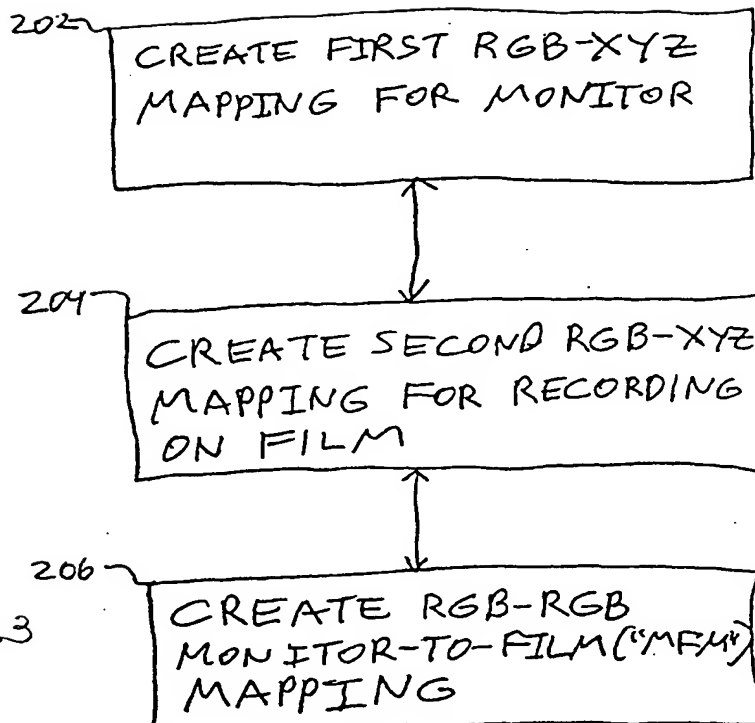 202
CREATE FIRST RGB-XYZ
MAPPING FOR MONITOR
204
CREATE SECOND RGB-XYZ
MAPPING FOR RECORDING
ON FILM
206
3
CREATE RGB-RGB
MONITOR-TO-FILM("MFM")
MAPPING